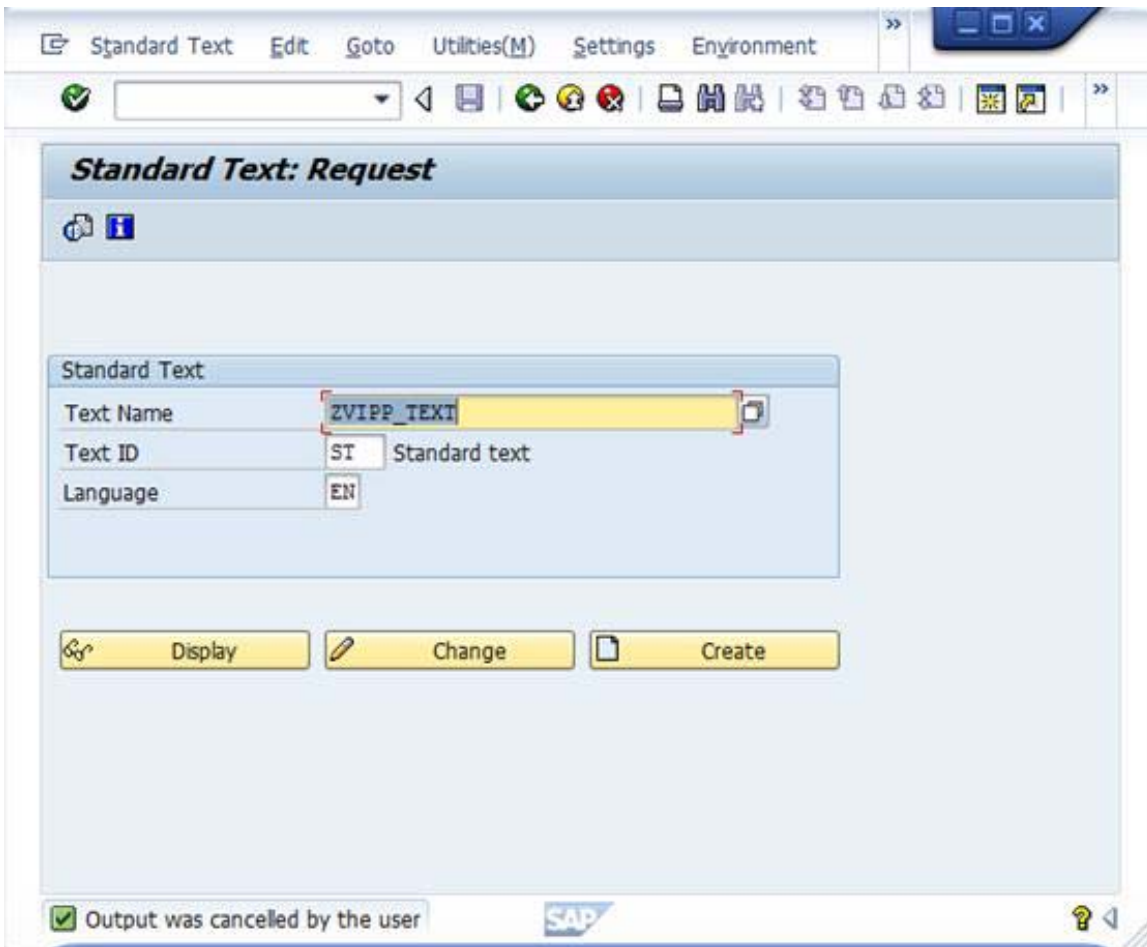 Standard Text Edit Goto Utilities(M) Settings Environment »
»
Standard Text: Request
Standard Text
Text Name ZVIPP_TEXT
Text ID ST Standard text
Language EN
Display Change Create
Output was cancelled by the user SAP